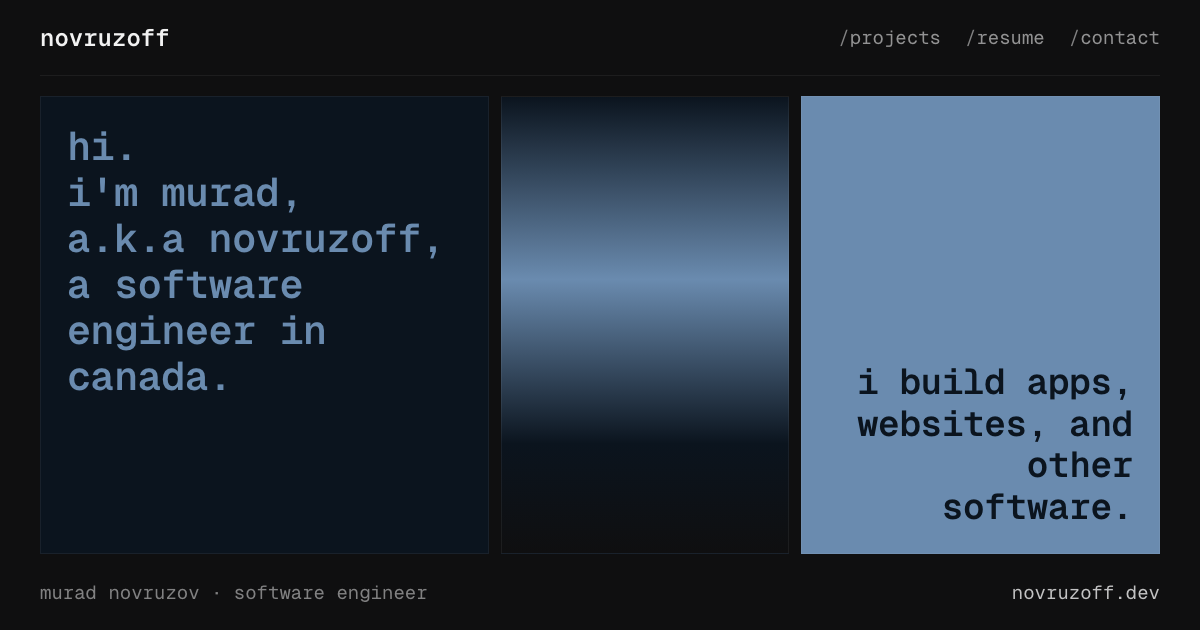 novruzoff
/projects /resume /contact
hi.
i'm murad,
a.k.a novruzoff,
a software
engineer in
canada.
i build apps,
websites, and
other
software.
murad novruzov · software engineer
novruzoff.dev